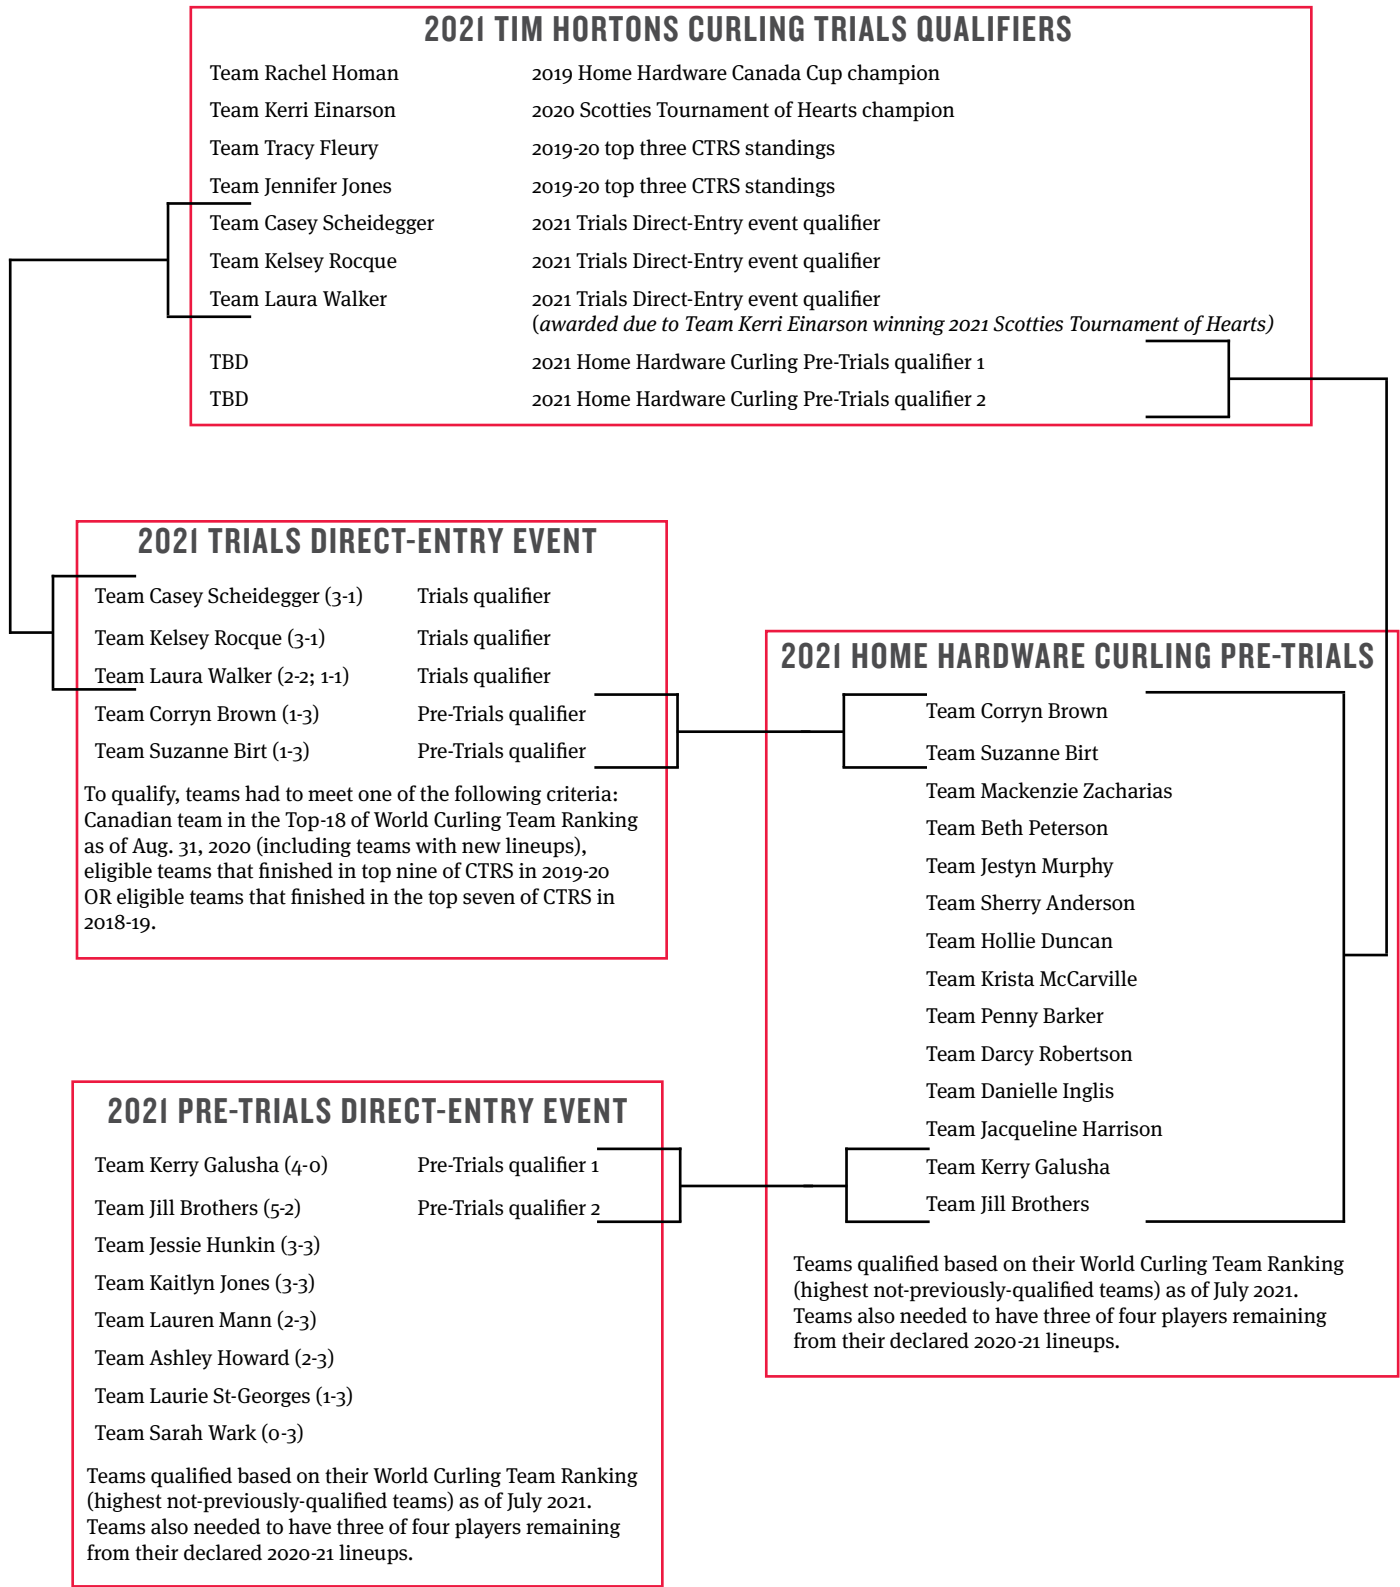 2021 TIM HORTONS CURLING TRIALS QUALIFIERS
Team Rachel Homan 2019 Home Hardware Canada Cup champion
Team Kerri Einarson 2020 Scotties Tournament of Hearts champion
Team Tracy Fleury 2019-20 top three CTRS standings
Team Jennifer Jones 2019-20 top three CTRS standings
Team Casey Scheidegger 2021 Trials Direct-Entry event qualifier
Team Kelsey Rocque 2021 Trials Direct-Entry event qualifier
Team Laura Walker 2021 Trials Direct-Entry event qualifier
(awarded due to Team Kerri Einarson winning 2021 Scotties Tournament of Hearts)
TBD 2021 Home Hardware Curling Pre-Trials qualifier 1
TBD 2021 Home Hardware Curling Pre-Trials qualifier 2
2021 TRIALS DIRECT-ENTRY EVENT
Team Casey Scheidegger (3-1) Trials qualifier
Team Kelsey Rocque (3-1) Trials qualifier
Team Laura Walker (2-2; 1-1) Trials qualifier
Team Corryn Brown (1-3) Pre-Trials qualifier
Team Suzanne Birt (1-3) Pre-Trials qualifier
To qualify, teams had to meet one of the following criteria:
Canadian team in the Top-18 of World Curling Team Ranking
as of Aug. 31, 2020 (including teams with new lineups),
eligible teams that finished in top nine of CTRS in 2019-20
OR eligible teams that finished in the top seven of CTRS in
2018-19.
2021 HOME HARDWARE CURLING PRE-TRIALS
Team Corryn Brown
Team Suzanne Birt
Team Mackenzie Zacharias
Team Beth Peterson
Team Jestyn Murphy
Team Sherry Anderson
Team Hollie Duncan
Team Krista McCarville
Team Penny Barker
Team Darcy Robertson
Team Danielle Inglis
Team Jacqueline Harrison
Team Kerry Galusha
Team Jill Brothers
Teams qualified based on their World Curling Team Ranking
(highest not-previously-qualified teams) as of July 2021.
Teams also needed to have three of four players remaining
from their declared 2020-21 lineups.
2021 PRE-TRIALS DIRECT-ENTRY EVENT
Team Kerry Galusha (4-0) Pre-Trials qualifier 1
Team Jill Brothers (5-2) Pre-Trials qualifier 2
Team Jessie Hunkin (3-3)
Team Kaitlyn Jones (3-3)
Team Lauren Mann (2-3)
Team Ashley Howard (2-3)
Team Laurie St-Georges (1-3)
Team Sarah Wark (0-3)
Teams qualified based on their World Curling Team Ranking
(highest not-previously-qualified teams) as of July 2021.
Teams also needed to have three of four players remaining
from their declared 2020-21 lineups.